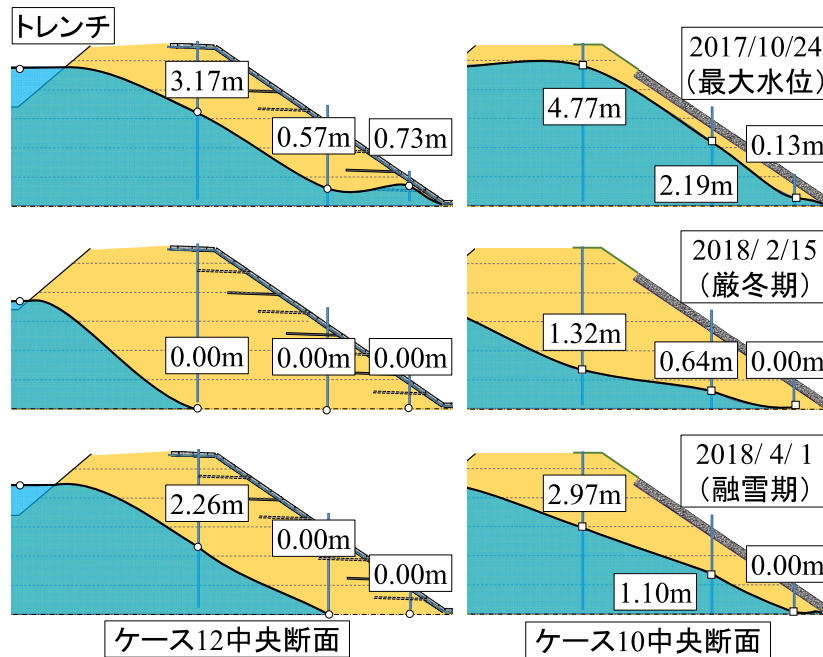 トレンチ
3.17m
0.57m
0.73m
2017/10/24
(最大水位)
4.77m
2.19m
0.13m
0.00m
0.00m
0.00m
2018/ 2/15
(厳冬期)
1.32m
0.64m
0.00m
2.26m
0.00m
0.00m
2018/ 4/ 1
(融雪期)
2.97m
1.10m
0.00m
ケース12中央断面
ケース10中央断面